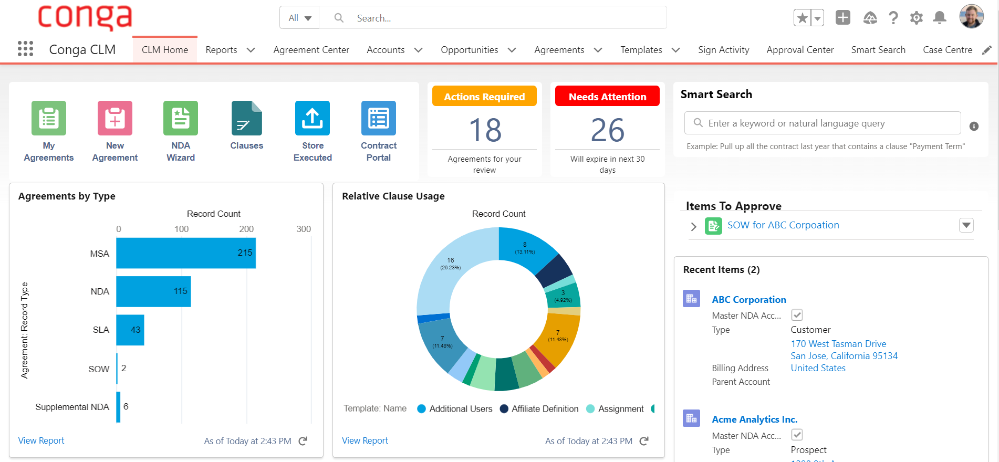 conga
All
Search...
Conga CLM
CLM Home
Reports
Agreement Center
Accounts
Opportunities
Agreements
Templates
Sign Activity
Approval Center
Smart Search
Case Centre
My
Agreements
New
Agreement
NDA
Wizard
Clauses
Store
Executed
Contract
Portal
Actions Required
18
Agreements for your
review
Needs Attention
26
Will expire in next 30
days
Smart Search
Enter a keyword or natural language query
Example: Pull up all the contract last year that contains a clause "Payment Term"
Agreements by Type
Record Count
0 100 200 300
Agreement: Record Type
MSA 215
NDA 115
SLA 43
SOW 2
Supplemental NDA 6
View Report
As of Today at 2:43 PM
Relative Clause Usage
Record Count
8
(13.11%)
16
(26.23%)
3
(4.92%)
7
(11.48%)
7
(11.48%)
Template: Name
Additional Users
Affiliate Definition
Assignment
View Report
As of Today at 2:43 PM
Items To Approve
SOW for ABC Corpoation
Recent Items (2)
ABC Corporation
Master NDA Acc...
Type Customer
170 West Tasman Drive
San Jose, California 95134
Billing Address United States
Parent Account
Acme Analytics Inc.
Master NDA Acc...
Type Prospect